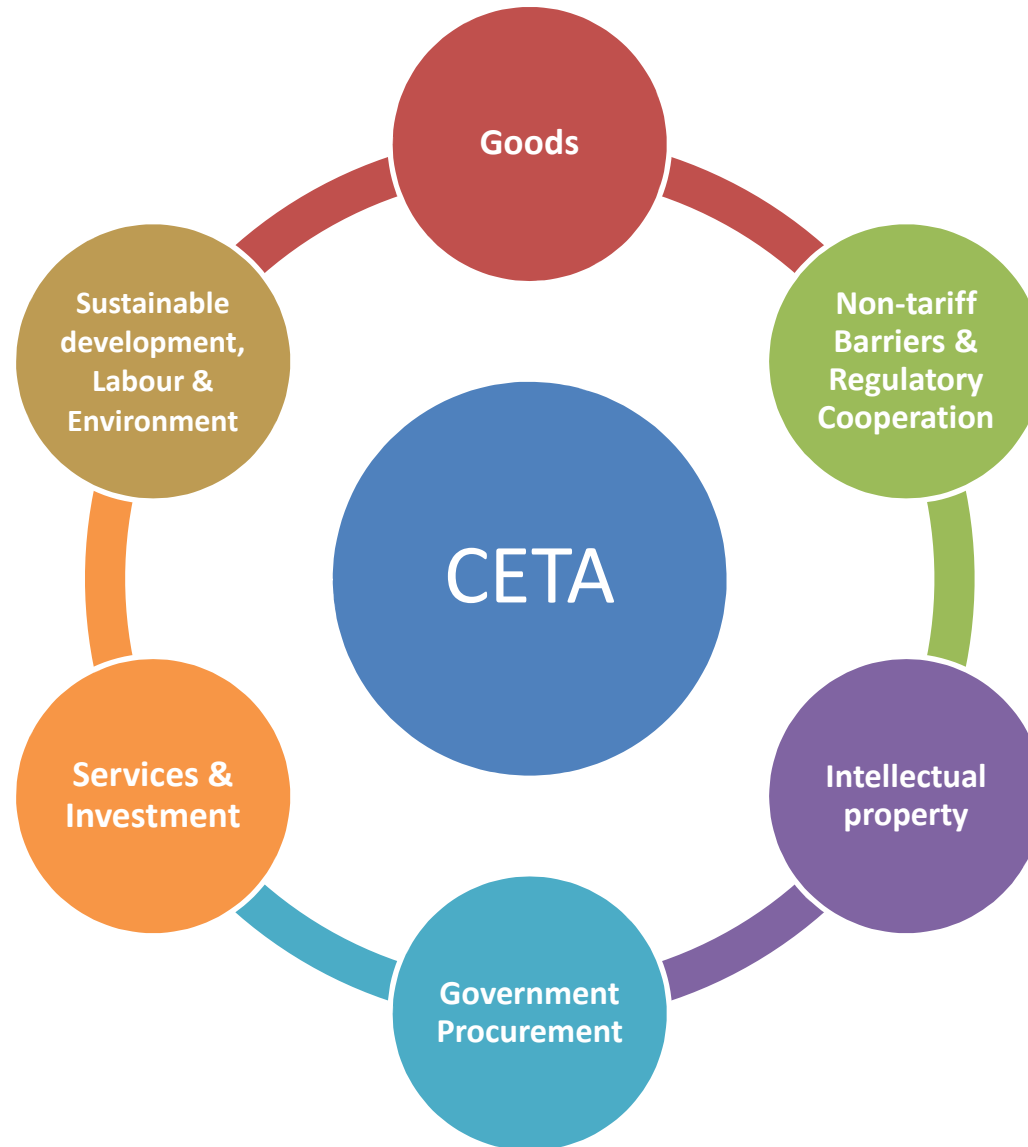 Goods
Non-tariff
Barriers &
Regulatory
Cooperation
Intellectual
property
Government
Procurement
Services &
Investment
Sustainable
development,
Labour &
Environment
CETA